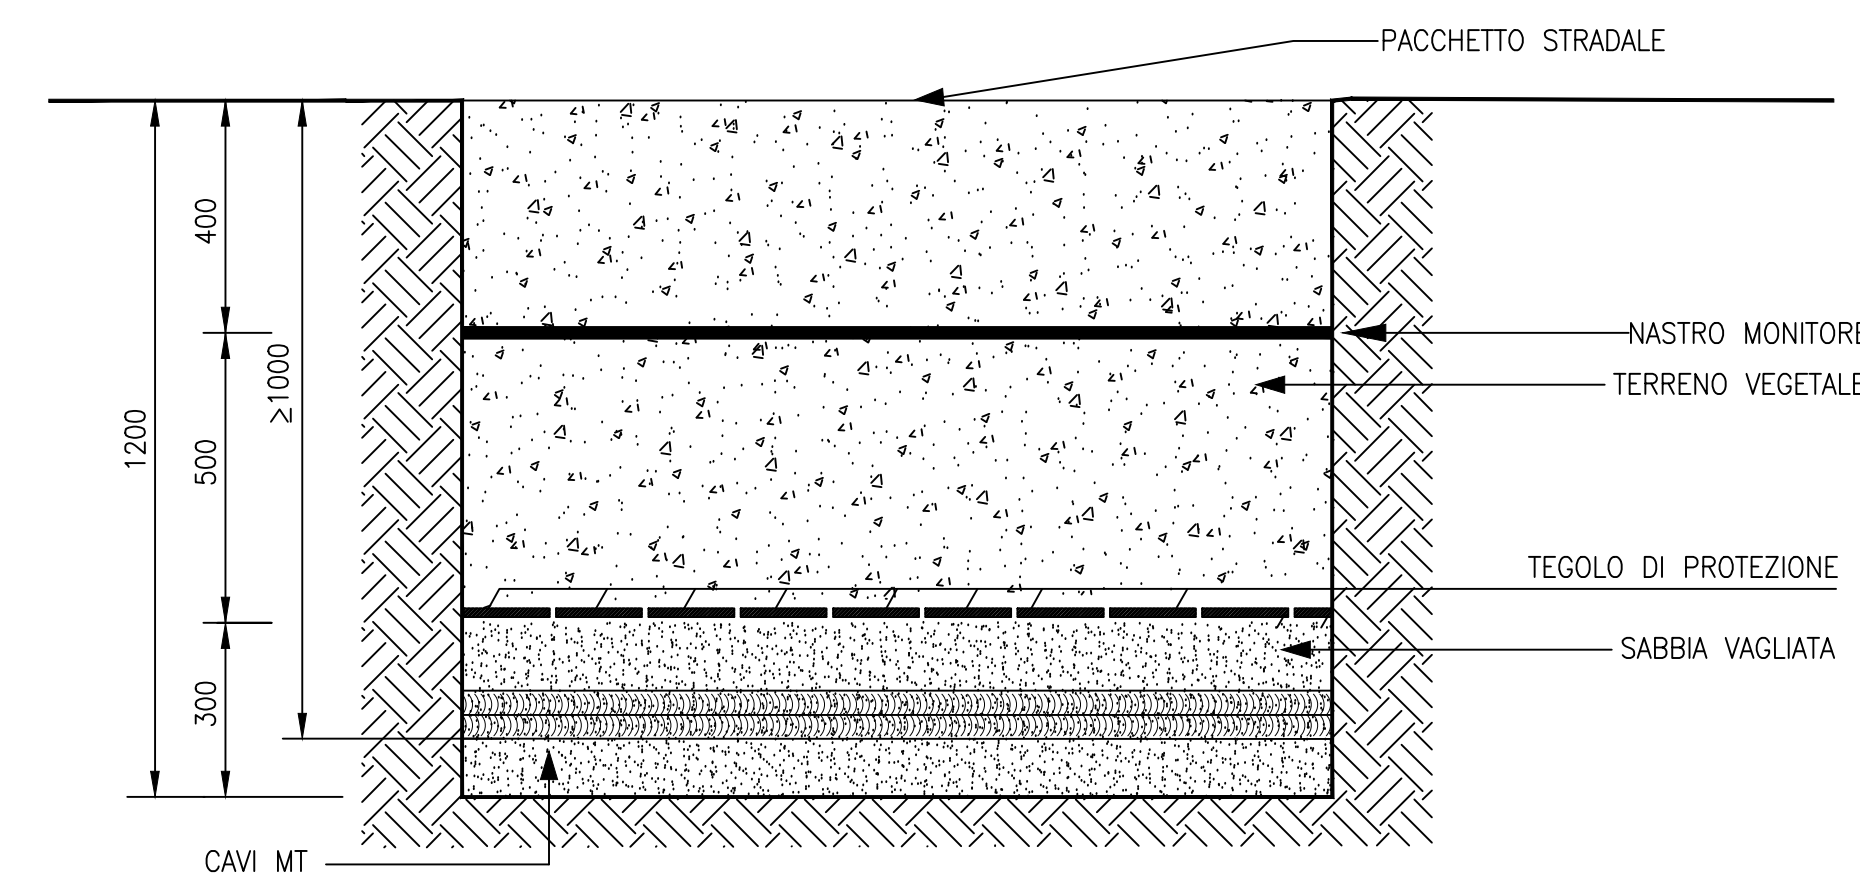 PACCHETTO STRADALE
400
NASTRO MONITORE
≥1000
TERRENO VEGETALE
1200
500
TEGOLO DI PROTEZIONE
SABBIA VAGLIATA
300
CAVI MT